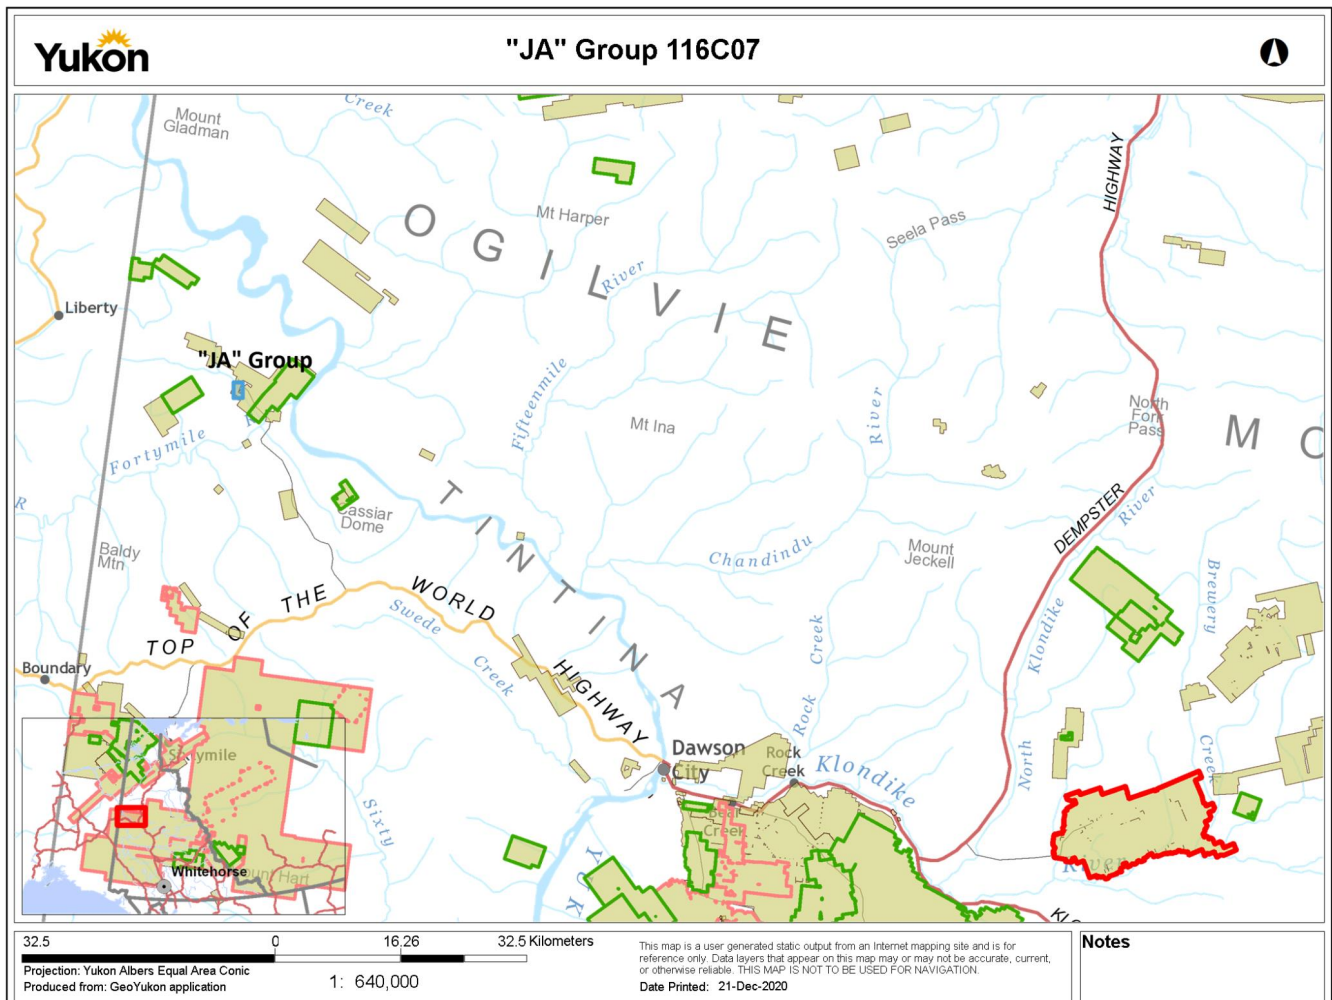 Yukon
"JA" Group 116C07
Mount
Gladman
Creek
HIGHWAY
Mt Harper
Seela Pass
OGILVIE
River
Liberty
"JA" Group
Fifteenmile
River
North
Fork
Pass
Mt Ina
Fortymile
R
Cassiar
Dome
TINTINA
DEMPSTER
River
Baldy
Mtn
Chandindu
Mount
Jeckell
Brewery
TOP OF THE WORLD HIGHWAY
Swede
Creek
Creek
Rock
Klondike
North
Boundary
Dawson
City
Rock
Creek
Klondike
Creek
Sixtymile
Sixty
Bear
Creek
River
Whitehorse
Mount Hart
32.5 0 16.26 32.5 Kilometers
Projection: Yukon Albers Equal Area Conic
Produced from: GeoYukon application
1: 640,000
This map is a user generated static output from an Internet mapping site and is for
reference only. Data layers that appear on this map may or may not be accurate, current,
or otherwise reliable. THIS MAP IS NOT TO BE USED FOR NAVIGATION.
Date Printed: 21-Dec-2020
Notes